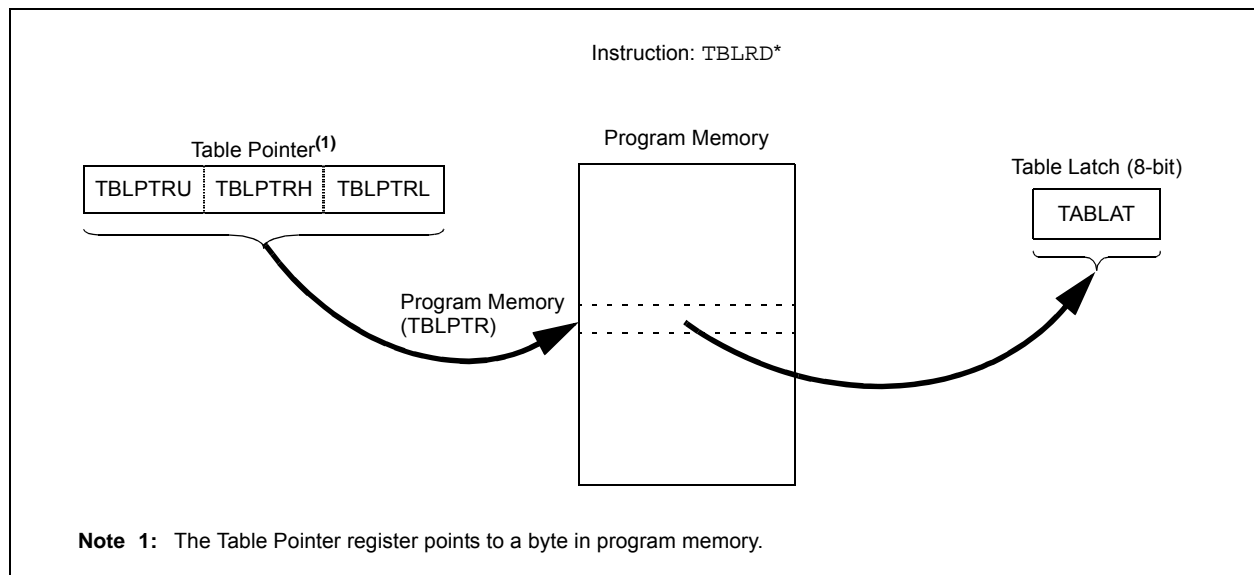 Instruction: TBLRD*
Table Pointer(1)
TBLPTRU TBLPTRH TBLPTRL
Program Memory
Table Latch (8-bit)
TABLAT
Program Memory
(TBLPTR)
Note 1: The Table Pointer register points to a byte in program memory.